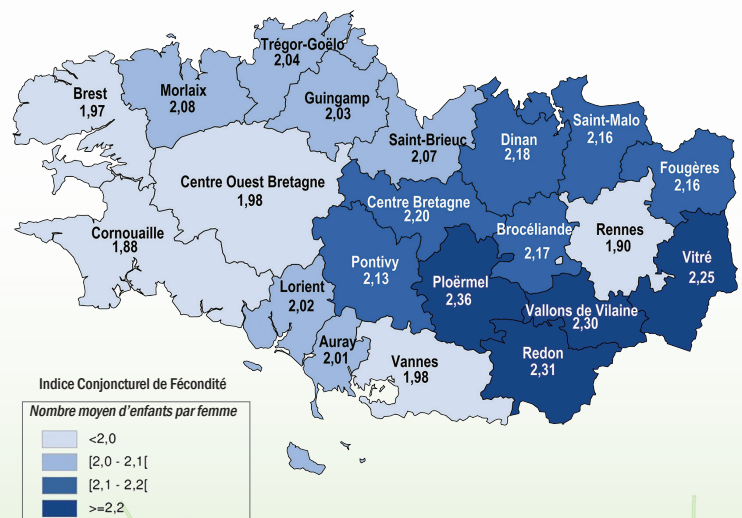 Trégor-Goëlo
2,04
Brest
1,97
Morlaix
2,08
Guingamp
2,03
Saint-Brieuc
2,07
Dinan
2,18
Saint-Malo
2,16
Fougères
2,16
Centre Ouest Bretagne
1,98
Centre Bretagne
2,20
Cornouaille
1,88
Brocéliande
2,17
Rennes
1,90
Vitré
2,25
Pontivy
2,13
Ploërmel
2,36
Lorient
2,02
Vallons de Vilaine
2,30
Auray
2,01
Vannes
1,98
Redon
2,31
Indice Conjoncturel de Fécondité
Nombre moyen d'enfants par femme
<2,0
[2,0 - 2,1[
[2,1 - 2,2[
>=2,2